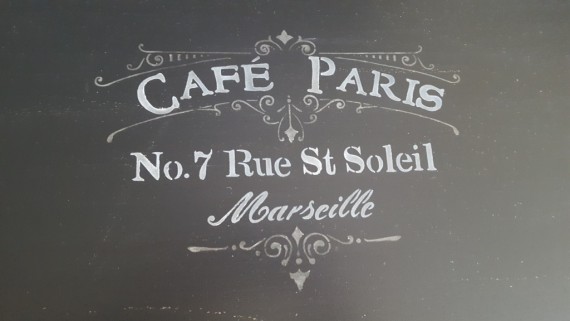 CAFÉ PARIS
No.7 Rue St Soleil
Marseille